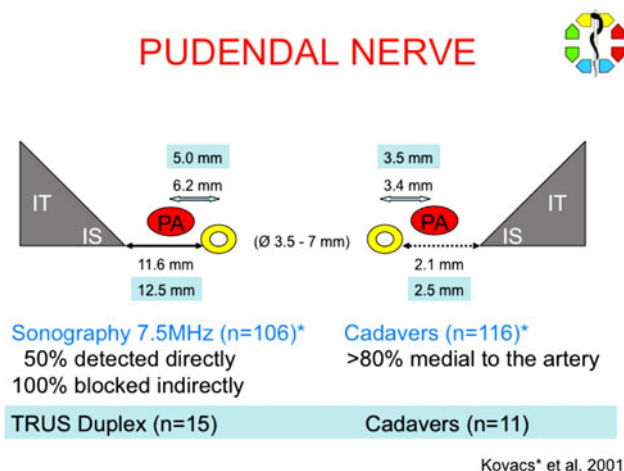 PUDENDAL NERVE
5.0 mm
3.5 mm
6.2 mm
3.4 mm
IT
PA
PA
IT
IS
(Ø 3.5 - 7 mm)
IS
11.6 mm
2.1 mm
12.5 mm
2.5 mm
Sonography 7.5MHz (n=106)*
50% detected directly
100% blocked indirectly
Cadavers (n=116)*
>80% medial to the artery
TRUS Duplex (n=15)
Cadavers (n=11)
Kovacs* et al. 2001